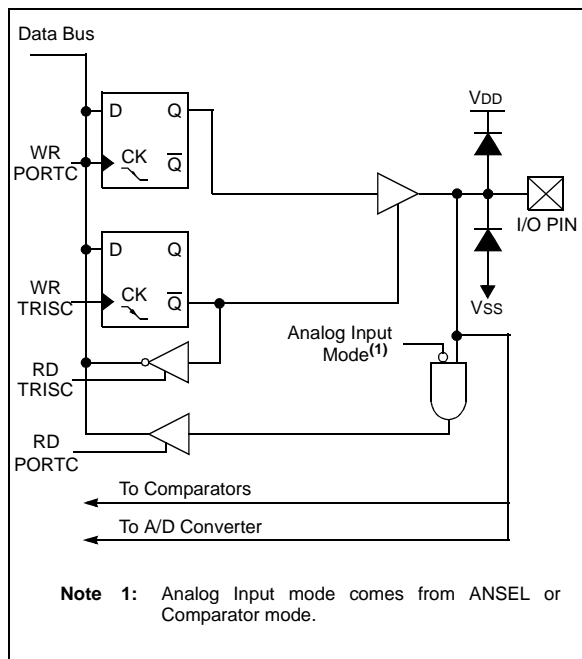 Data Bus
D Q
WR
PORTC
CK Q
VDD
I/O PIN
D Q
WR
TRISC
CK Q
VSS
Analog Input
Mode(1)
RD
TRISC
RD
PORTC
To Comparators
To A/D Converter
Note 1: Analog Input mode comes from ANSEL or
Comparator mode.